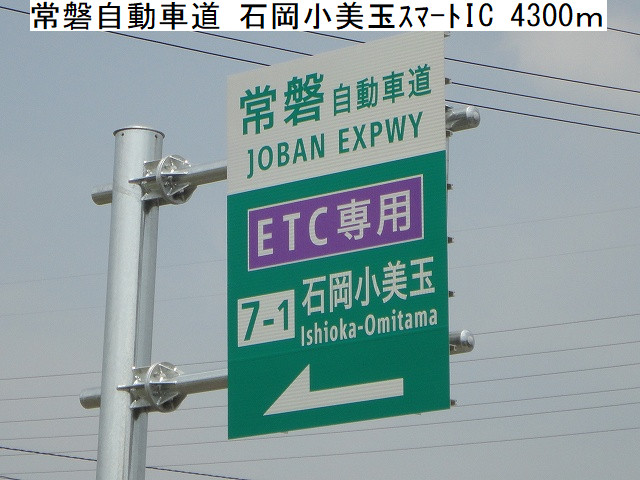 常磐自動車道 石岡小美玉ｽﾏｰﾄIC 4300m
常磐自動車道
JOBAN EXPWY
ETC専用
7-1 石岡小美玉
Ishioka-Omitama